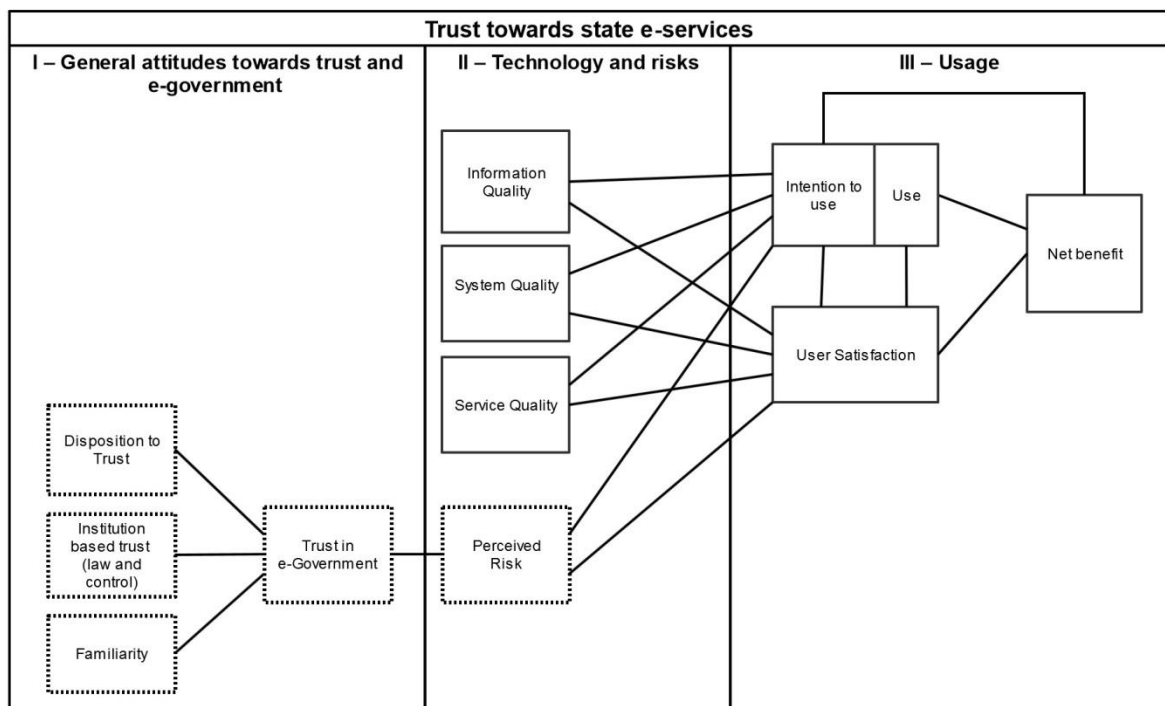 Trust towards state e-services
I – General attitudes towards trust and
e-government
II – Technology and risks
III – Usage
Information
Quality
System Quality
Service Quality
Disposition to
Trust
Institution
based trust
(law and
control)
Familiarity
Trust in
e-Government
Perceived
Risk
Intention to
use
Use
User Satisfaction
Net benefit